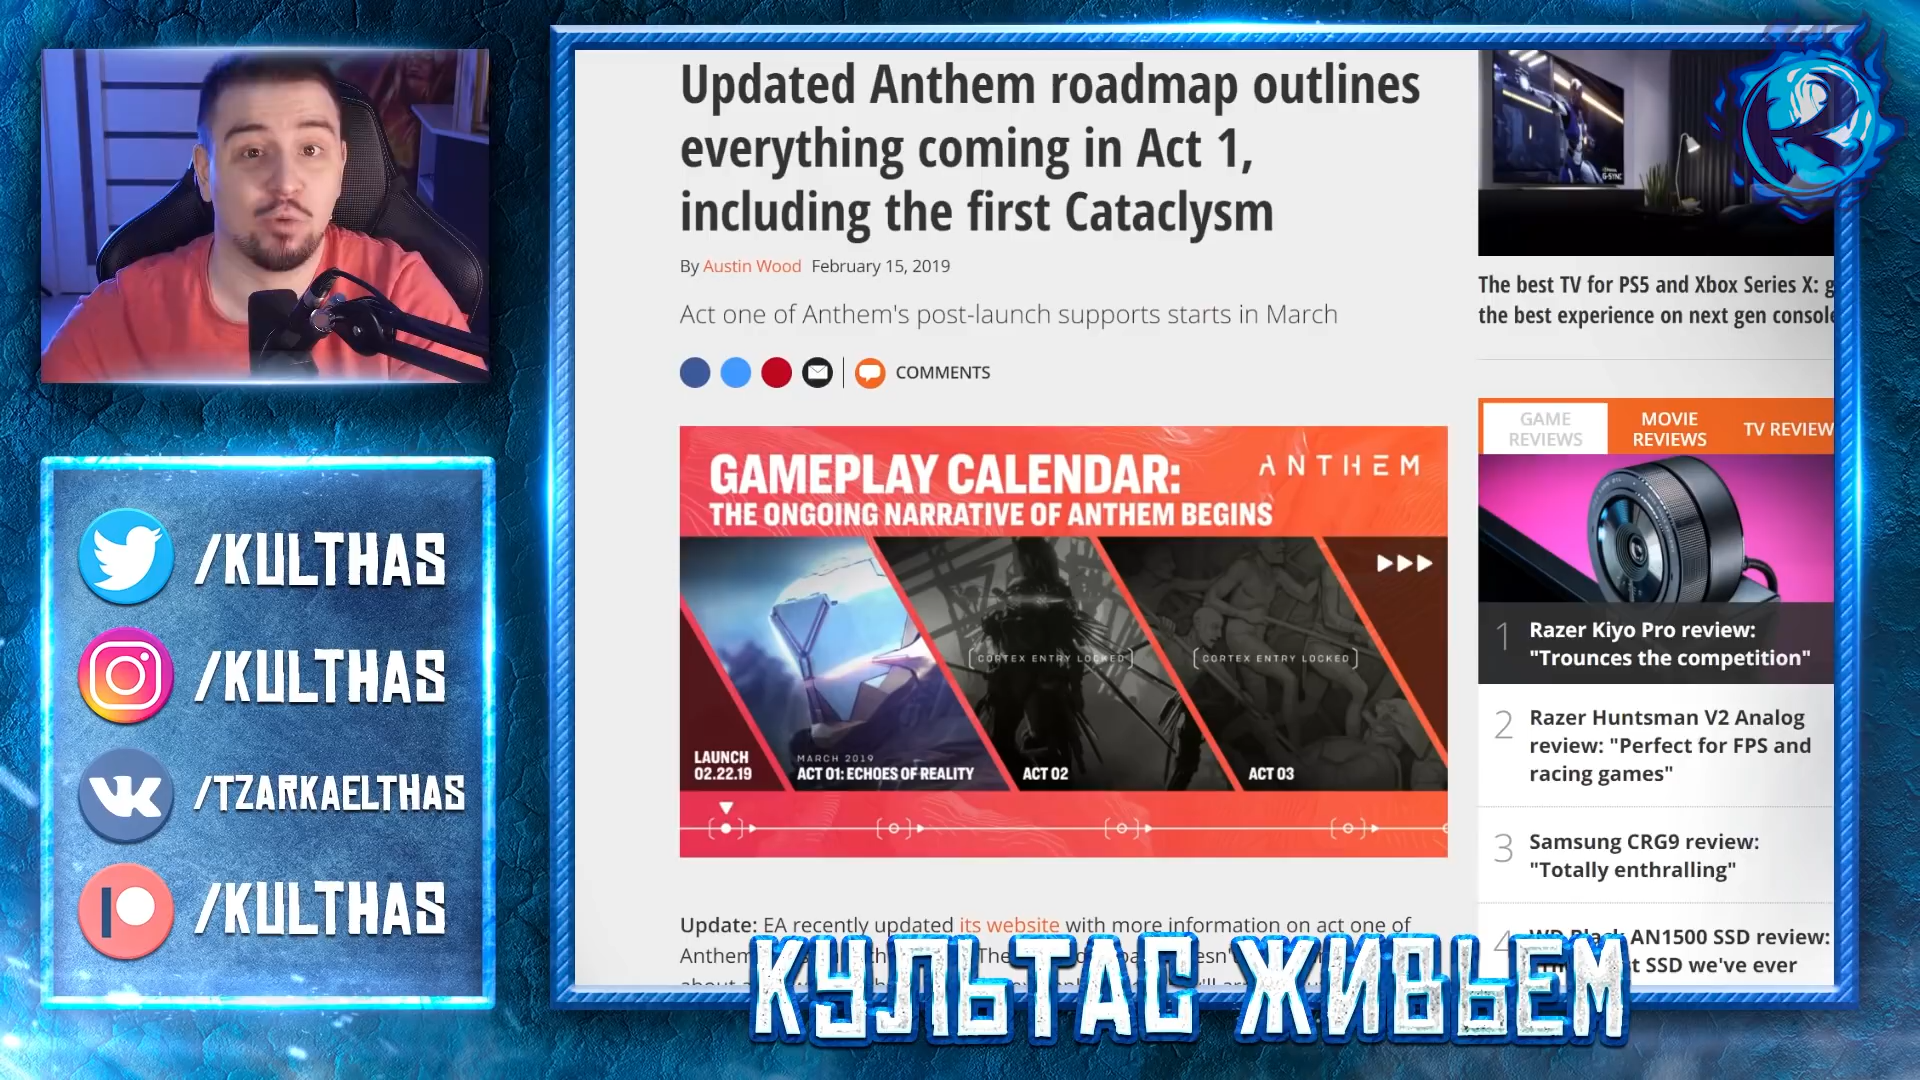 Updated Anthem roadmap outlines
everything coming in Act 1,
including the first Cataclysm
By Austin Wood February 15, 2019
Act one of Anthem's post-launch supports starts in March
COMMENTS
GAMEPLAY CALENDAR:
THE ONGOING NARRATIVE OF ANTHEM BEGINS
ANTHEM
[CORTEX ENTRY LOCKED]
[CORTEX ENTRY LOCKED]
LAUNCH
02.22.19
MARCH 2019
ACT 01: ECHOES OF REALITY
ACT 02
ACT 03
Update: EA recently updated its website with more information on act one of
Anthem
The best TV for PS5 and Xbox Series X: g
the best experience on next gen console
GAME
REVIEWS
MOVIE
REVIEWS
TV REVIEW
1 Razer Kiyo Pro review:
"Trounces the competition"
2 Razer Huntsman V2 Analog
review: "Perfect for FPS and
racing games"
3 Samsung CRG9 review:
"Totally enthralling"
4 WD Black AN1500 SSD review:
SSD we've ever
/KULTHAS
/KULTHAS
/TZARKAELTHAS
/KULTHAS
КУЛЬТАС ЖИВЬЕМ